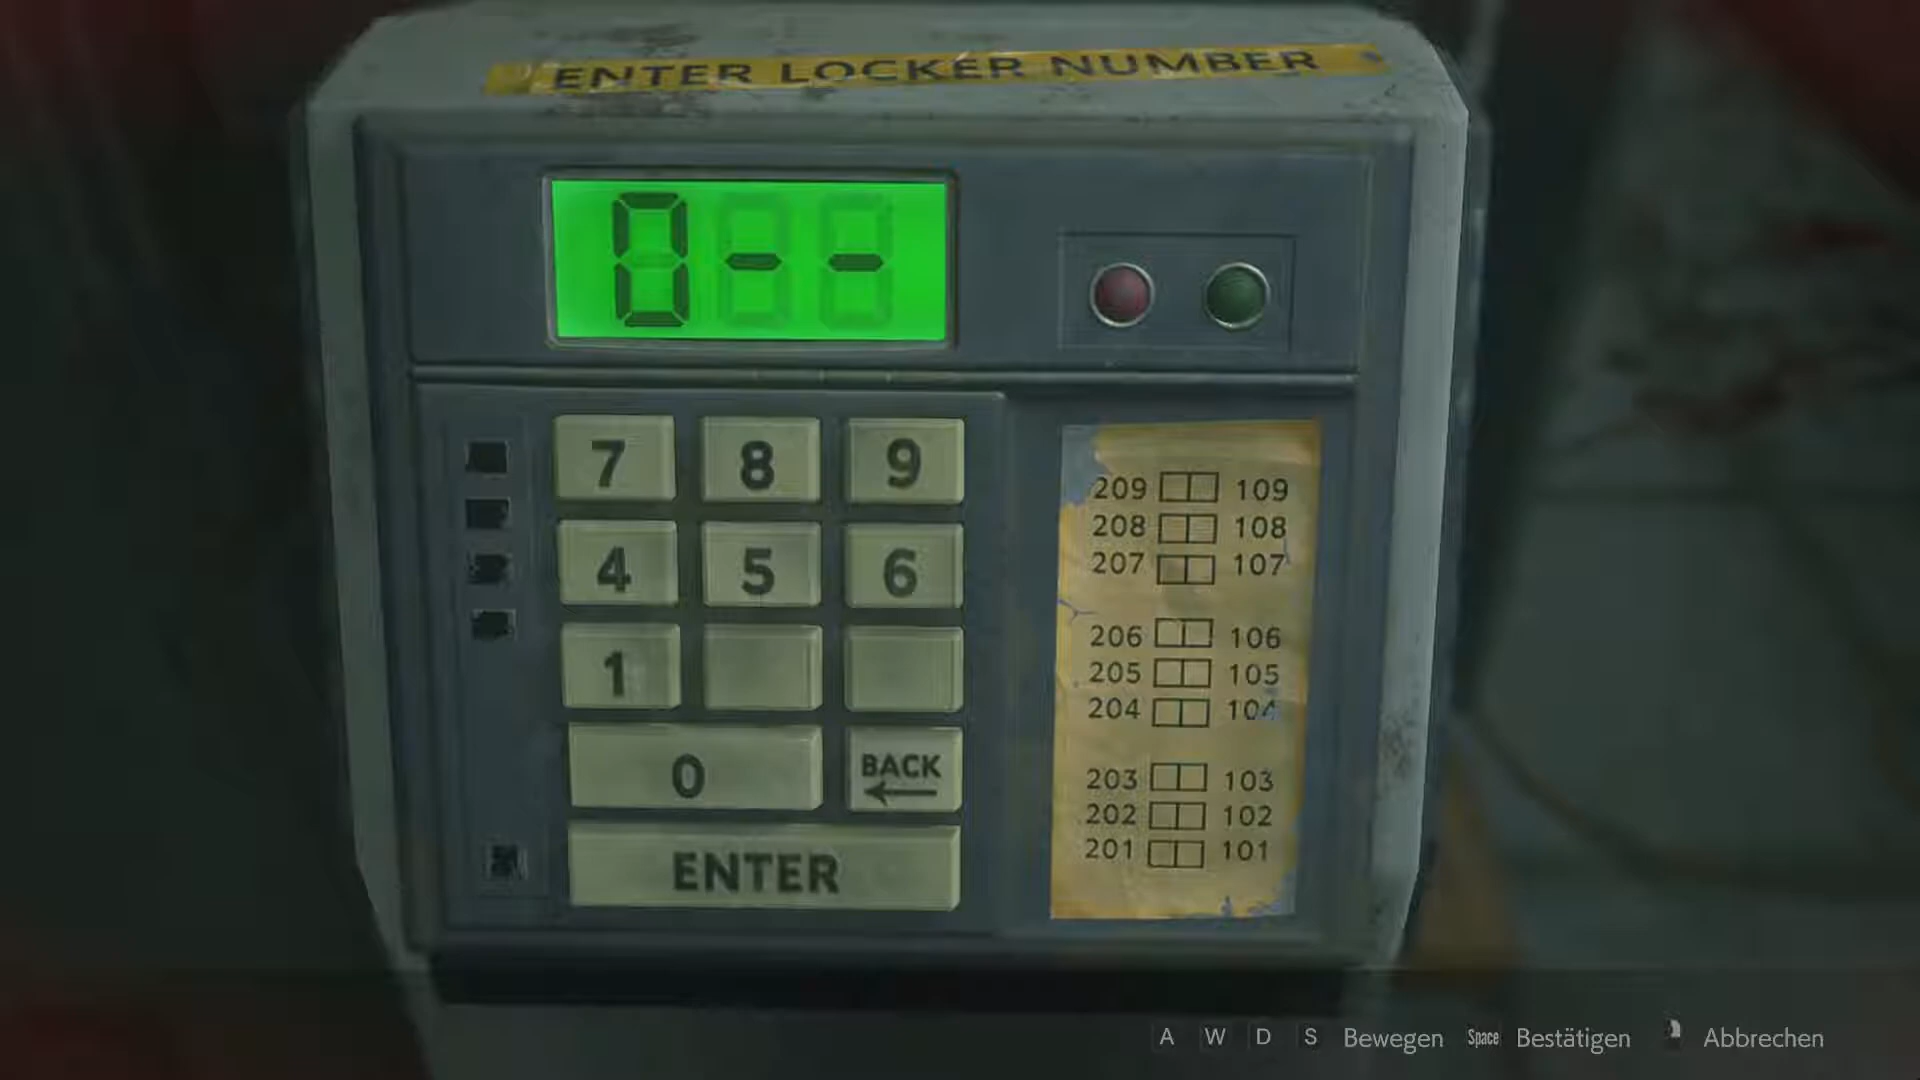 ENTER LOCKER NUMBER
0--
7 8 9
4 5 6
1
0 BACK
ENTER
209 109
208 108
207 107
206 106
205 105
204 104
203 103
202 102
201 101
A W D S Bewegen Space Bestätigen Abbrechen